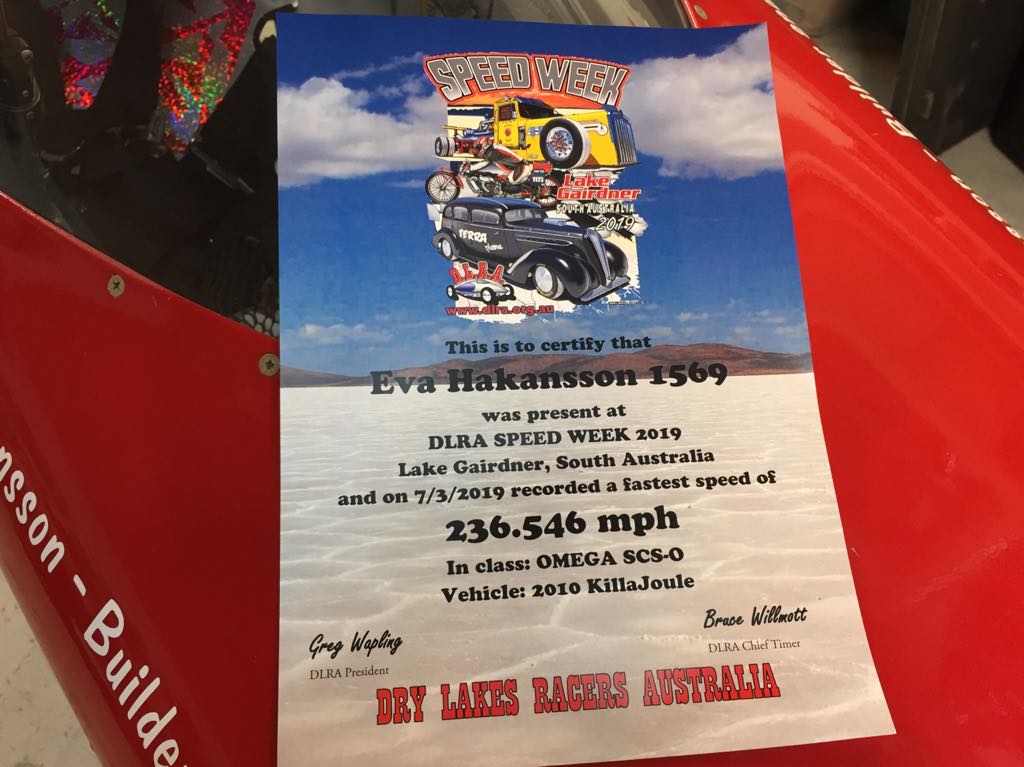 SPEED WEEK
1173
Lake
Gairdner
SOUTH AUSTRALIA
2019
TERRA
D.L.R.A.
www.dlra.org.au
This is to certify that
Eva Hakansson 1569
was present at
DLRA SPEED WEEK 2019
Lake Gairdner, South Australia
and on 7/3/2019 recorded a fastest speed of
236.546 mph
In class: OMEGA SCS-O
Vehicle: 2010 KillaJoule
Greg Wapling
DLRA President
Bruce Willmott
DLRA Chief Timer
DRY LAKES RACERS AUSTRALIA
nsson - Builde